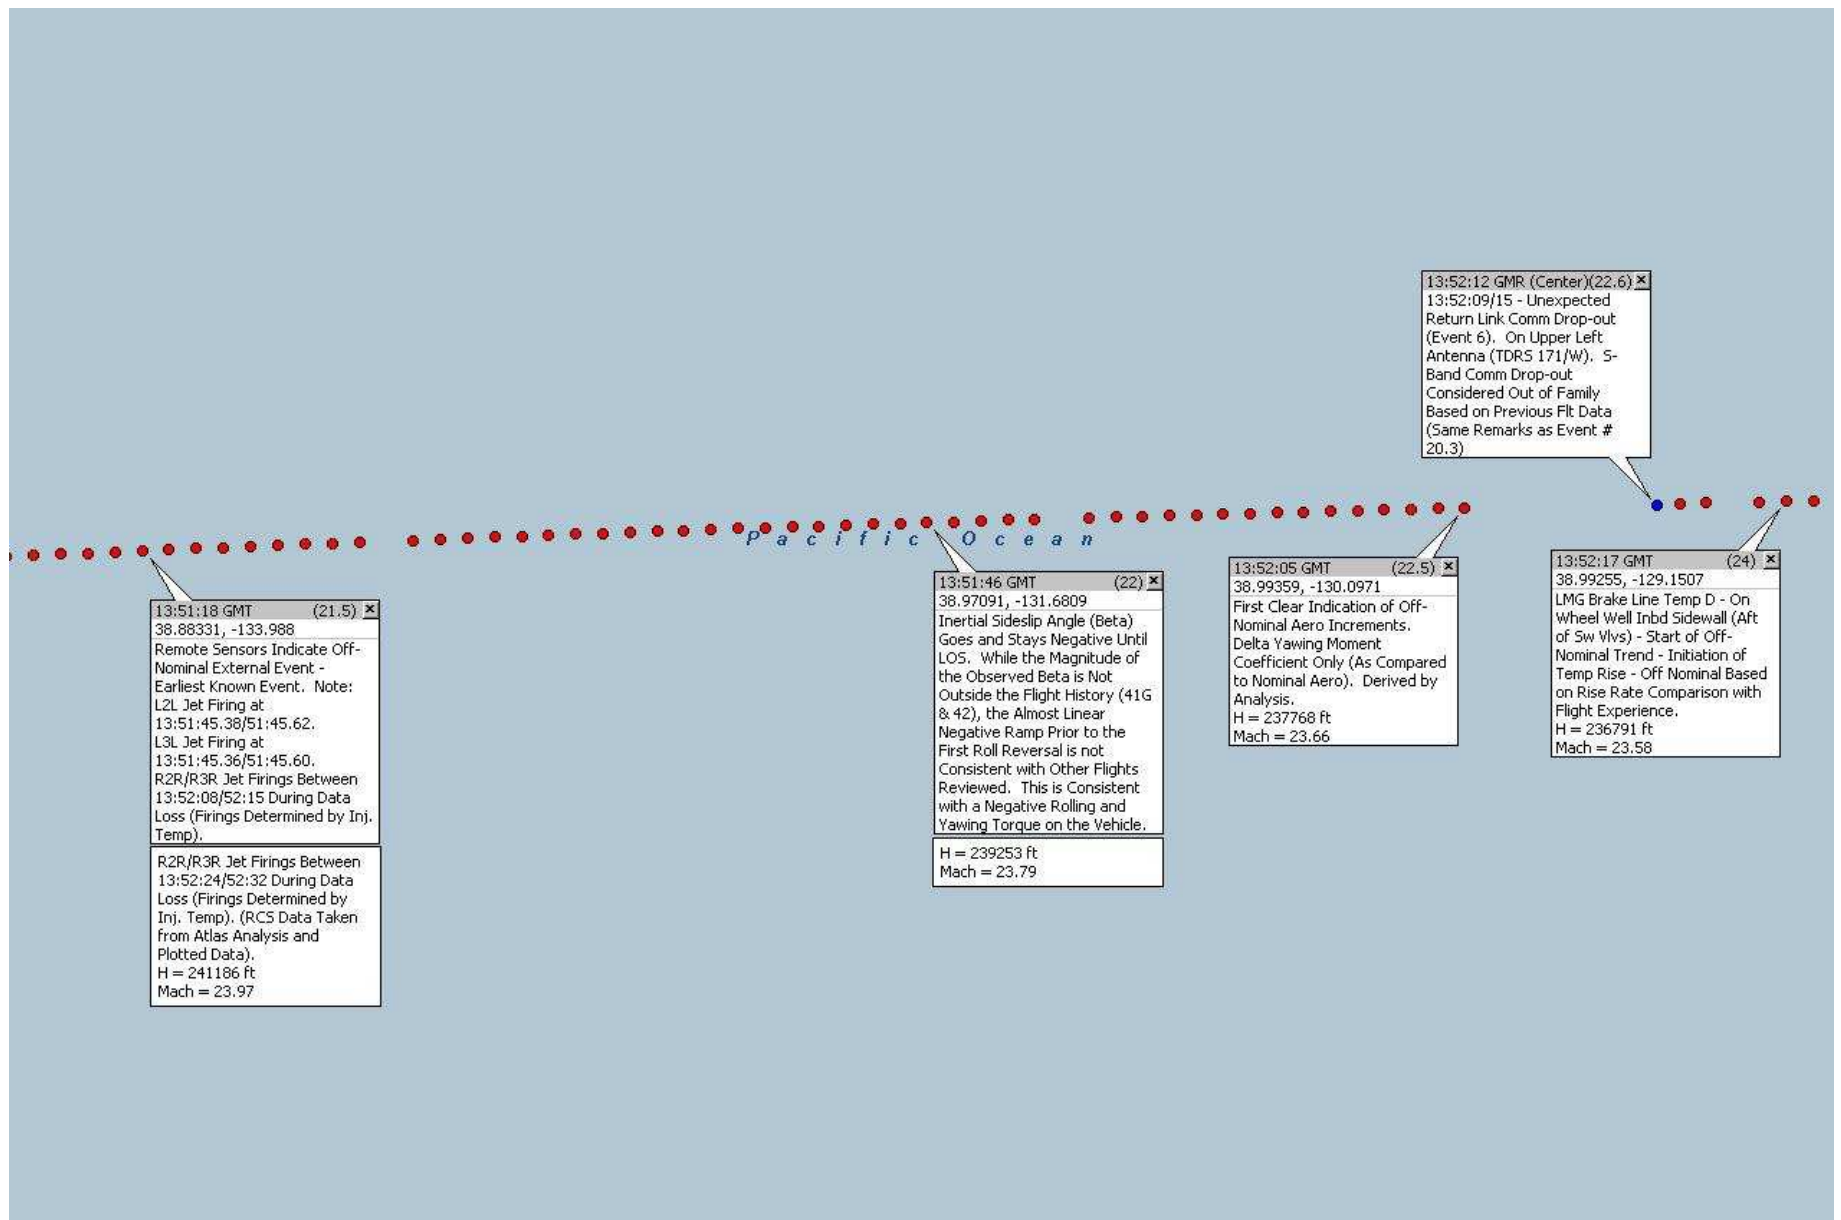 13:52:12 GMR (Center)(22.6)
13:52:09/15 - Unexpected
Return Link Comm Drop-out
(Event 6).  On Upper Left
Antenna (TDRS 171/W).  S-
Band Comm Drop-out
Considered Out of Family
Based on Previous Flt Data
(Same Remarks as Event #
20.3)
Pacific Ocean
13:51:18 GMT (21.5)
38.88331, -133.988
Remote Sensors Indicate Off-
Nominal External Event -
Earliest Known Event.  Note:
L2L Jet Firing at
13:51:45.38/51:45.62.
L3L Jet Firing at
13:51:45.36/51:45.60.
R2R/R3R Jet Firings Between
13:52:08/52:15 During Data
Loss (Firings Determined by Inj.
Temp).
R2R/R3R Jet Firings Between
13:52:24/52:32 During Data
Loss (Firings Determined by
Inj. Temp). (RCS Data Taken
from Atlas Analysis and
Plotted Data).
H = 241186 ft
Mach = 23.97
13:51:46 GMT (22)
38.97091, -131.6809
Inertial Sideslip Angle (Beta)
Goes and Stays Negative Until
LOS.  While the Magnitude of
the Observed Beta is Not
Outside the Flight History (41G
& 42), the Almost Linear
Negative Ramp Prior to the
First Roll Reversal is not
Consistent with Other Flights
Reviewed.  This is Consistent
with a Negative Rolling and
Yawing Torque on the Vehicle.
H = 239253 ft
Mach = 23.79
13:52:05 GMT (22.5)
38.99359, -130.0971
First Clear Indication of Off-
Nominal Aero Increments.
Delta Yawing Moment
Coefficient Only (As Compared
to Nominal Aero).  Derived by
Analysis.
H = 237768 ft
Mach = 23.66
13:52:17 GMT (24)
38.99255, -129.1507
LMG Brake Line Temp D - On
Wheel Well Inbd Sidewall (Aft
of Sw Vlvs) - Start of Off-
Nominal Trend - Initiation of
Temp Rise - Off Nominal Based
on Rise Rate Comparison with
Flight Experience.
H = 236791 ft
Mach = 23.58